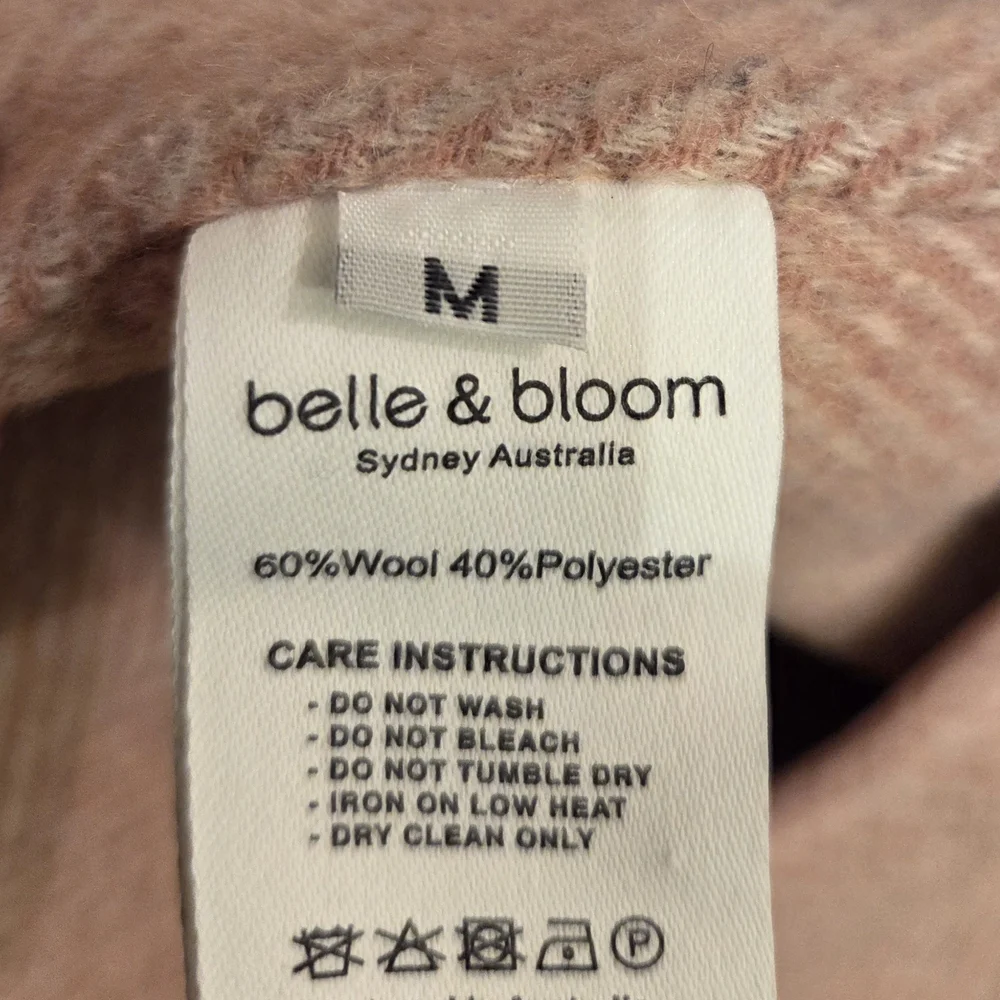 M
belle & bloom
Sydney Australia
60%Wool 40%Polyester
CARE INSTRUCTIONS
- DO NOT WASH
- DO NOT BLEACH
- DO NOT TUMBLE DRY
- IRON ON LOW HEAT
- DRY CLEAN ONLY
P